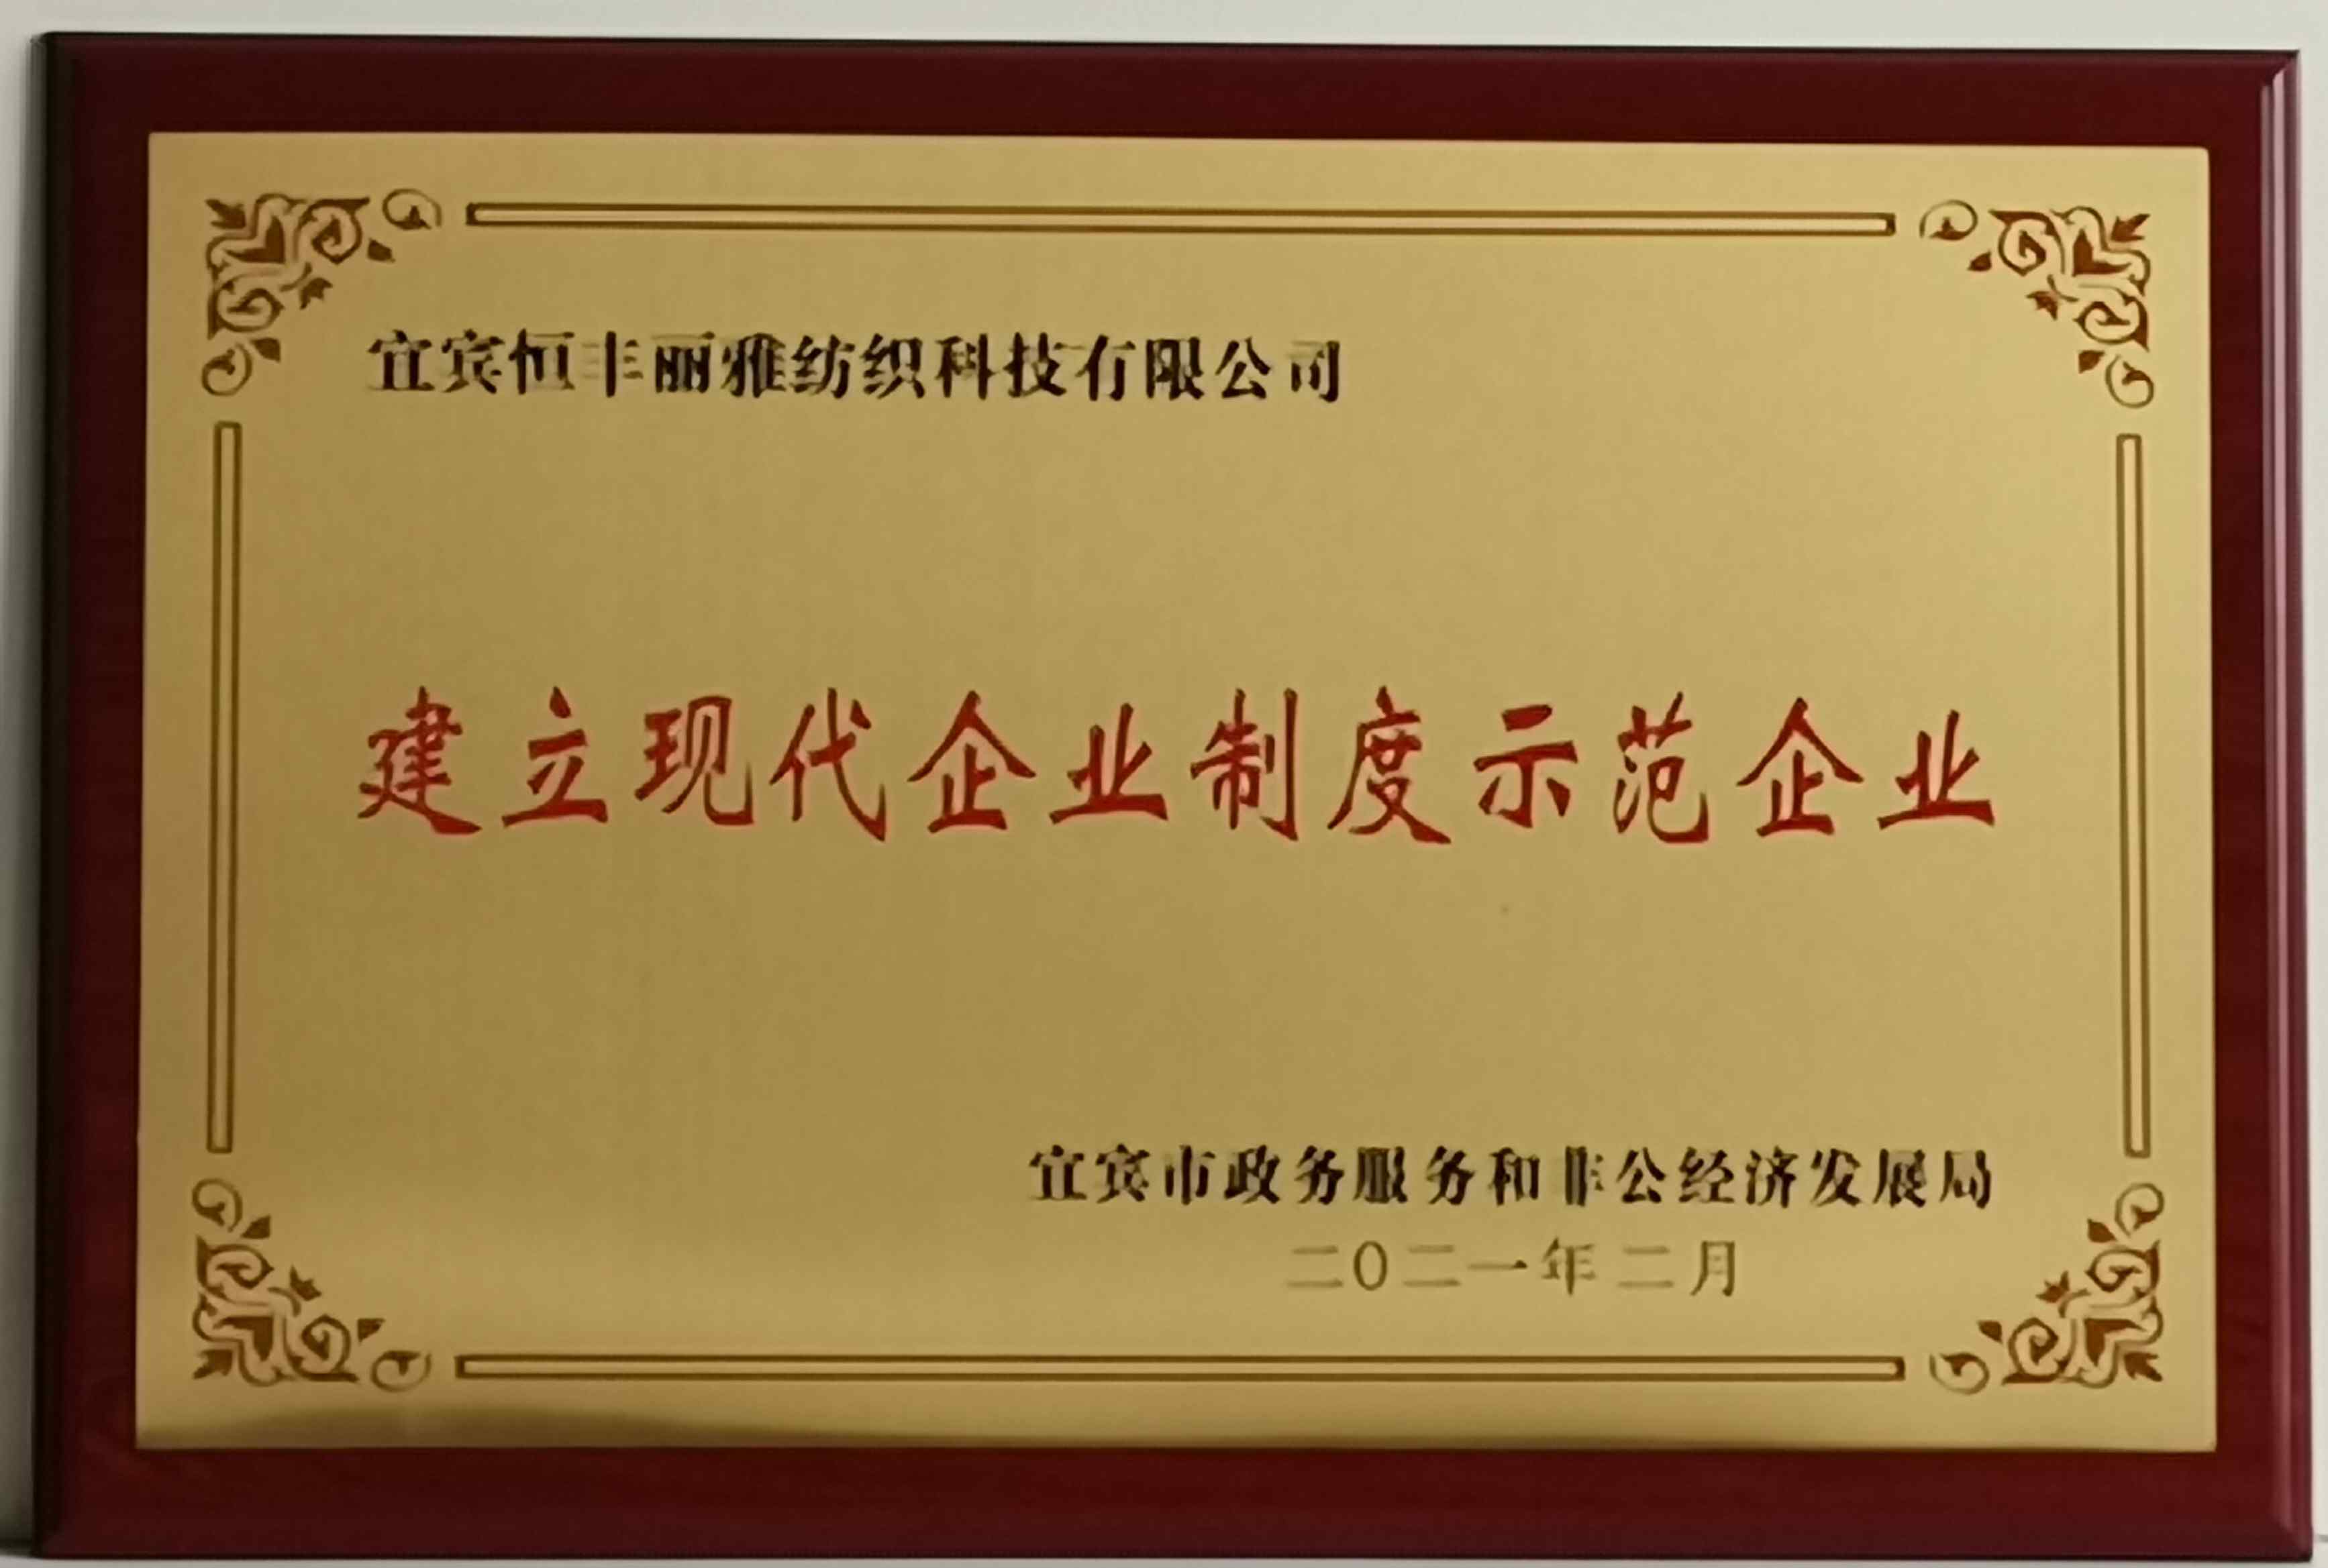 宜宾恒丰丽雅纺织科技有限公司
建立现代企业制度示范企业
宜宾市政务服务和非公经济发展局
二〇二一年二月